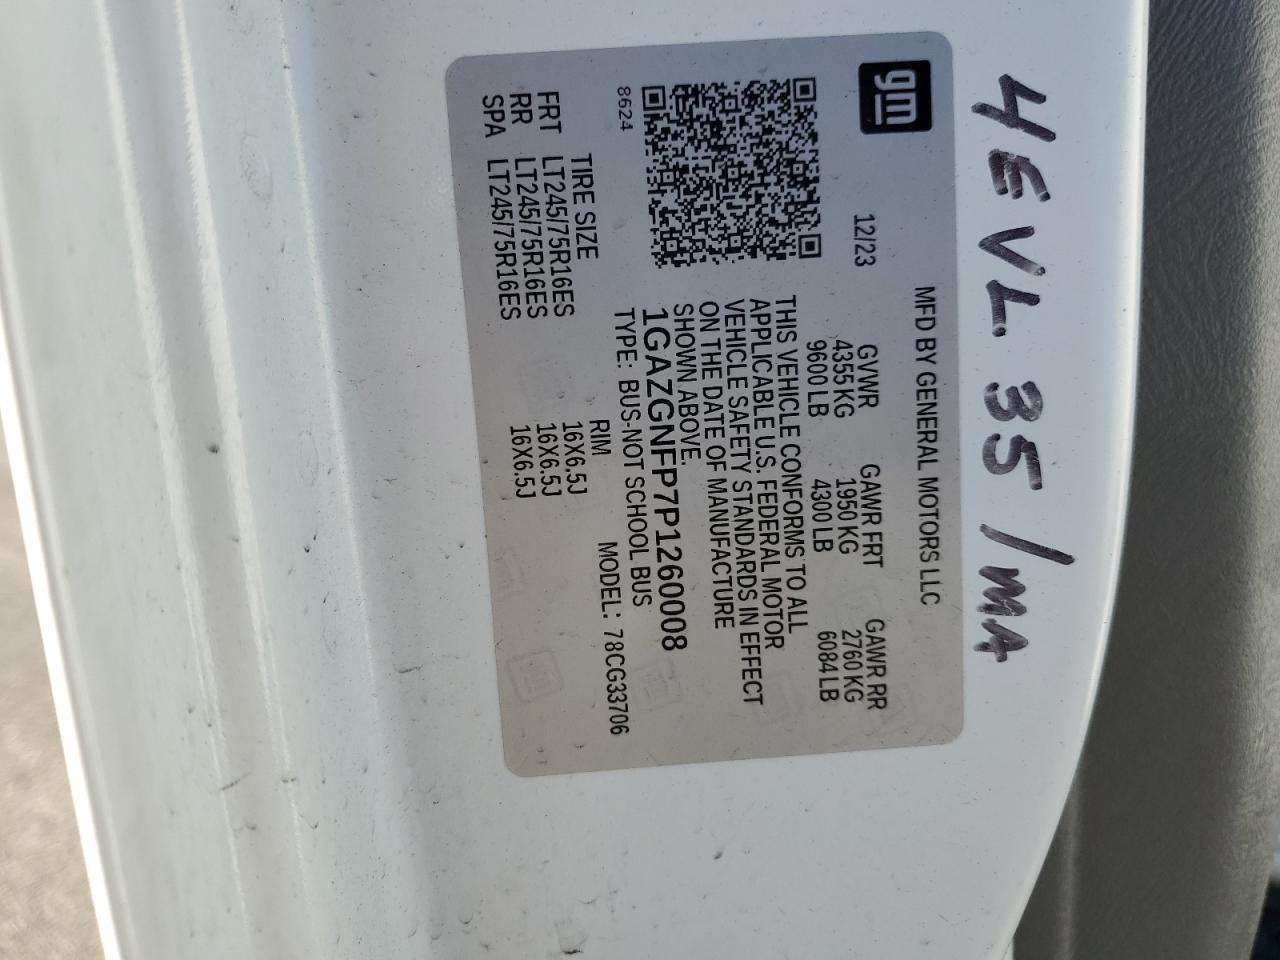 4EVL. 35/MA
gm
MFD BY GENERAL MOTORS LLC
12/23 GVWR GAWR FRT GAWR RR
4355 KG 1950 KG 2760 KG
9600 LB 4300 LB 6084 LB
THIS VEHICLE CONFORMS TO ALL
APPLICABLE U.S. FEDERAL MOTOR
VEHICLE SAFETY STANDARDS IN EFFECT
ON THE DATE OF MANUFACTURE
SHOWN ABOVE.
1GAZGNFP7P1260008
8624 TYPE: BUS-NOT SCHOOL BUS
MODEL: 78CG33706
TIRE SIZE RIM
FRT LT245/75R16ES 16X6.5J
RR LT245/75R16ES 16X6.5J
SPA LT245/75R16ES 16X6.5J